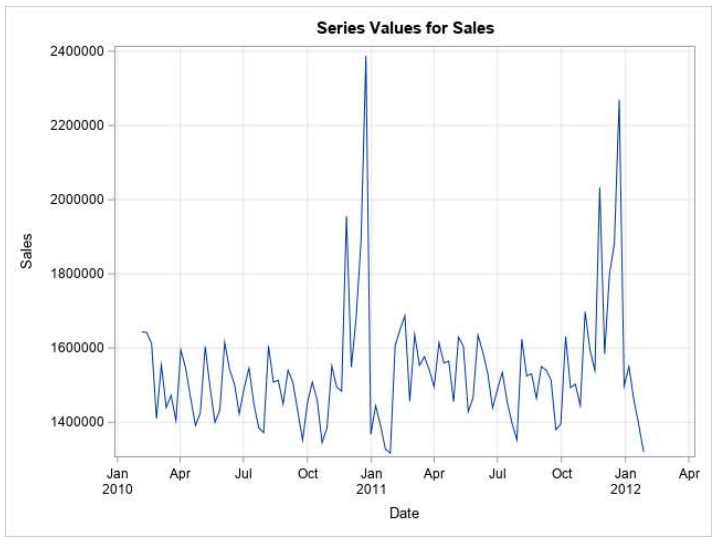 Series Values for Sales
2400000
2200000
2000000
1800000
1600000
1400000
Sales
Jan Apr Jul Oct Jan Apr Jul Oct Jan Apr
2010 2011 2012
Date